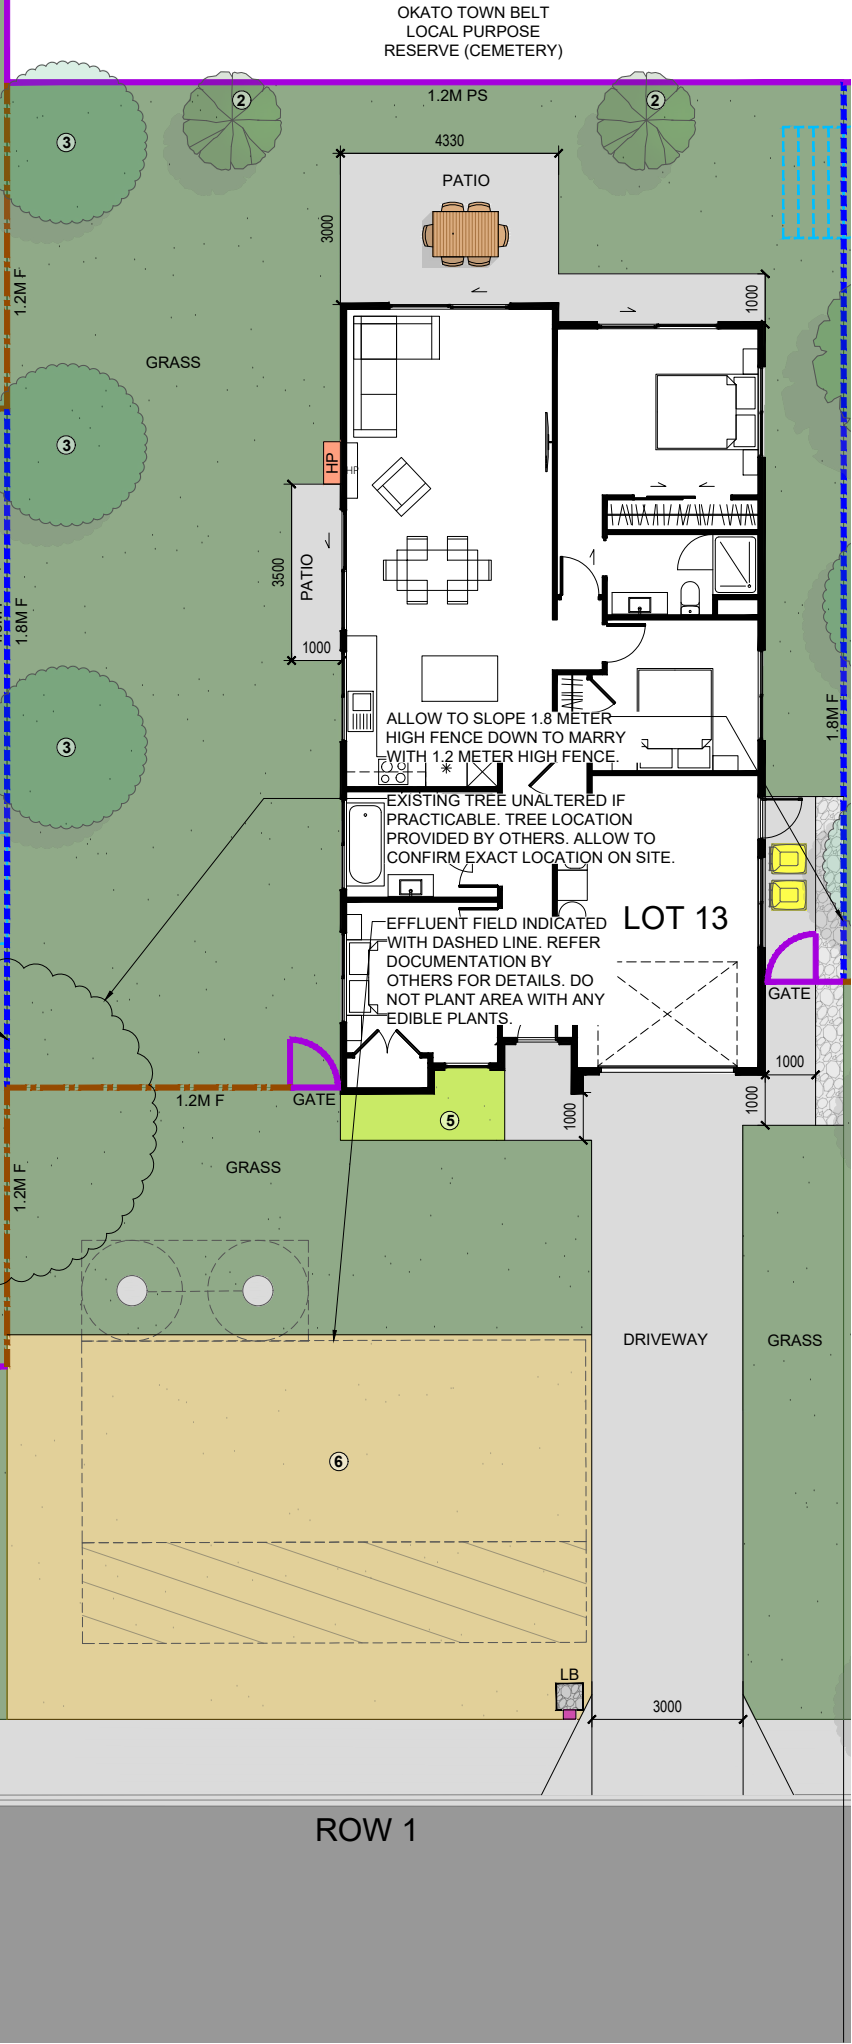 OKATO TOWN BELT
LOCAL PURPOSE
RESERVE (CEMETERY)
1.2M PS
2
2
3
4330
PATIO
3000
1000
1.2M F
GRASS
3
HP
HP
3500
PATIO
1000
1.8M F
1.8M F
3
ALLOW TO SLOPE 1.8 METER
HIGH FENCE DOWN TO MARRY
WITH 1.2 METER HIGH FENCE.
EXISTING TREE UNALTERED IF
PRACTICABLE. TREE LOCATION
PROVIDED BY OTHERS. ALLOW TO
CONFIRM EXACT LOCATION ON SITE.
LOT 13
EFFLUENT FIELD INDICATED
WITH DASHED LINE. REFER
DOCUMENTATION BY
OTHERS FOR DETAILS. DO
NOT PLANT AREA WITH ANY
EDIBLE PLANTS.
GATE
1000
1000
1.2M F
GATE
5
1000
1.2M F
GRASS
DRIVEWAY
GRASS
6
LB
3000
ROW 1